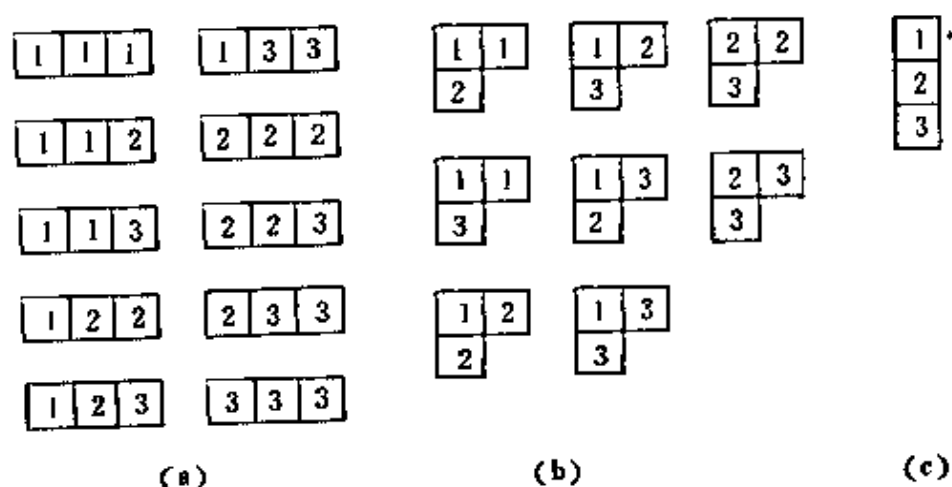 1 1 1 1 3 3 1 1 1 2 2 2 1
1 1 2 2 2 2 2 3 3 2
3
1 1 3 2 2 3 1 1 1 3 2 3
3 2 3
1 2 2 2 3 3 1 2 1 3
2 3
1 2 3 3 3 3
(a) (b) (c)